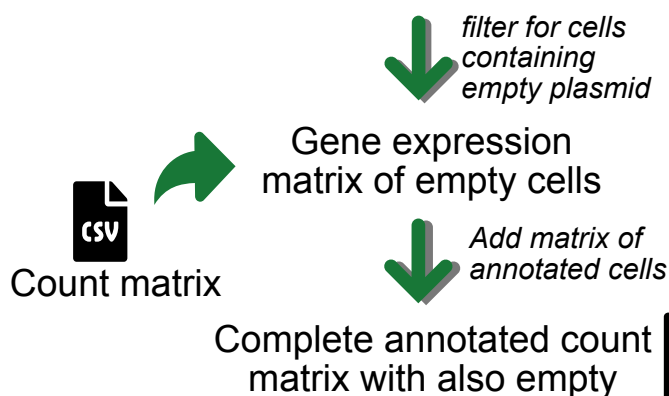 filter for cells
containing
empty plasmid
Gene expression
matrix of empty cells
CSV
Count matrix
Add matrix of
annotated cells
Complete annotated count
matrix with also empty